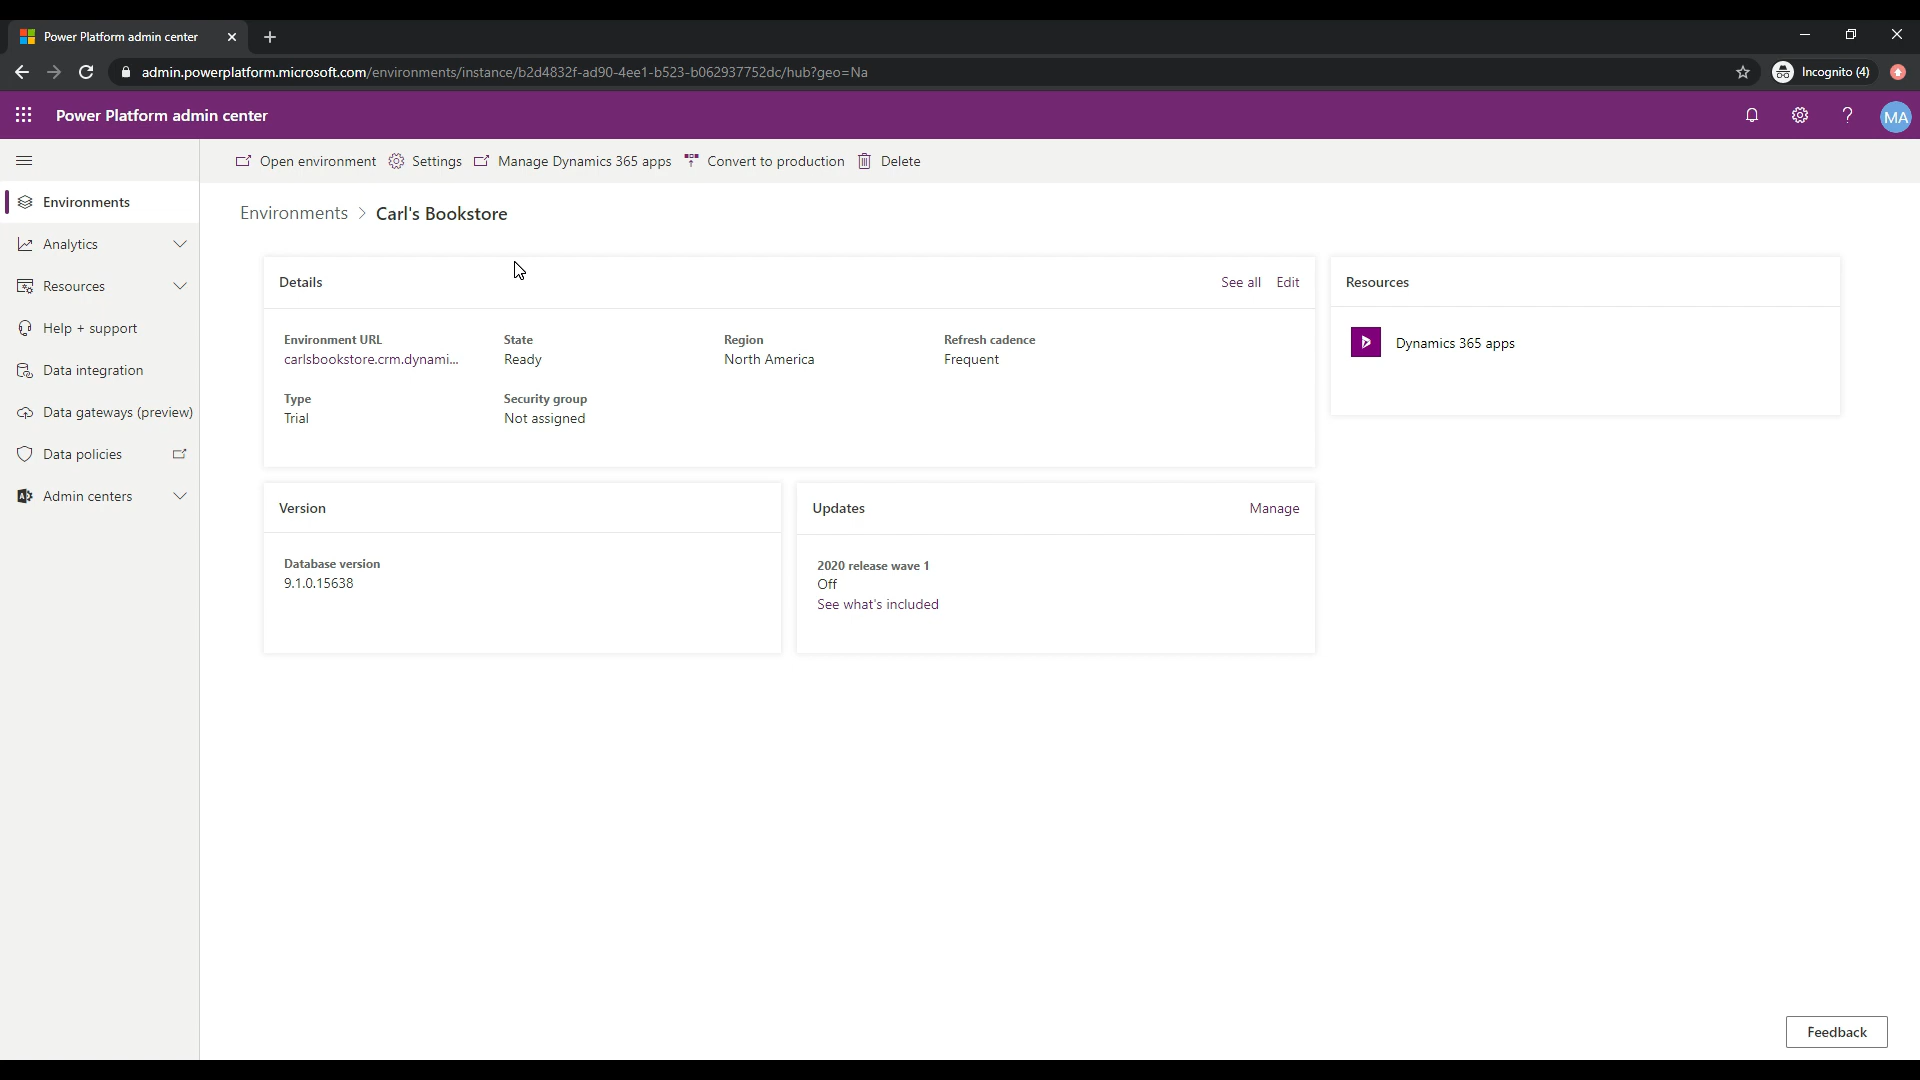 Power Platform admin center
admin.powerplatform.microsoft.com/environments/instance/b2d4832f-ad90-4ee1-b523-b062937752dc/hub?geo=Na
Incognito (4)
Power Platform admin center
MA
Open environment Settings Manage Dynamics 365 apps Convert to production Delete
Environments
Analytics
Resources
Help + support
Data integration
Data gateways (preview)
Data policies
Admin centers
Environments > Carl's Bookstore
Details See all Edit
Environment URL State Region Refresh cadence
carlsbookstore.crm.dynami... Ready North America Frequent
Type Security group
Trial Not assigned
Resources
Dynamics 365 apps
Version
Database version
9.1.0.15638
Updates Manage
2020 release wave 1
Off
See what's included
Feedback